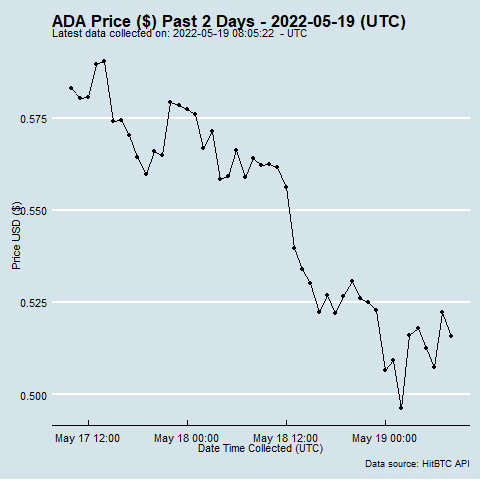 ADA Price ($) Past 2 Days - 2022-05-19 (UTC)
Latest data collected on: 2022-05-19 08:05:22 - UTC
0.575
0.550
0.525
0.500
Price USD ($)
May 17 12:00 May 18 00:00 May 18 12:00 May 19 00:00
Date Time Collected (UTC)
Data source: HitBTC API